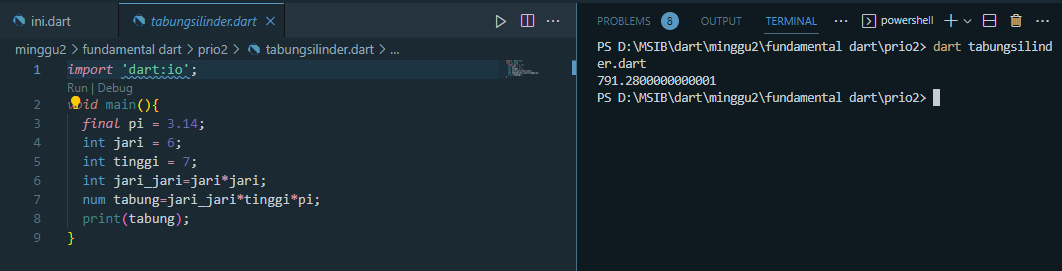 ini.dart
tabungsilinder.dart
minggu2 > fundamental dart > prio2 > tabungsilinder.dart > ...
1 import 'dart:io';
Run | Debug
2 void main(){
3 final pi = 3.14;
4 int jari = 6;
5 int tinggi = 7;
6 int jari_jari=jari*jari;
7 num tabung=jari_jari*tinggi*pi;
8 print(tabung);
9 }
PROBLEMS 8 OUTPUT TERMINAL ... powershell
PS D:\MSIB\dart\minggu2\fundamental dart\prio2> dart tabungsilin
der.dart
791.2800000000001
PS D:\MSIB\dart\minggu2\fundamental dart\prio2>